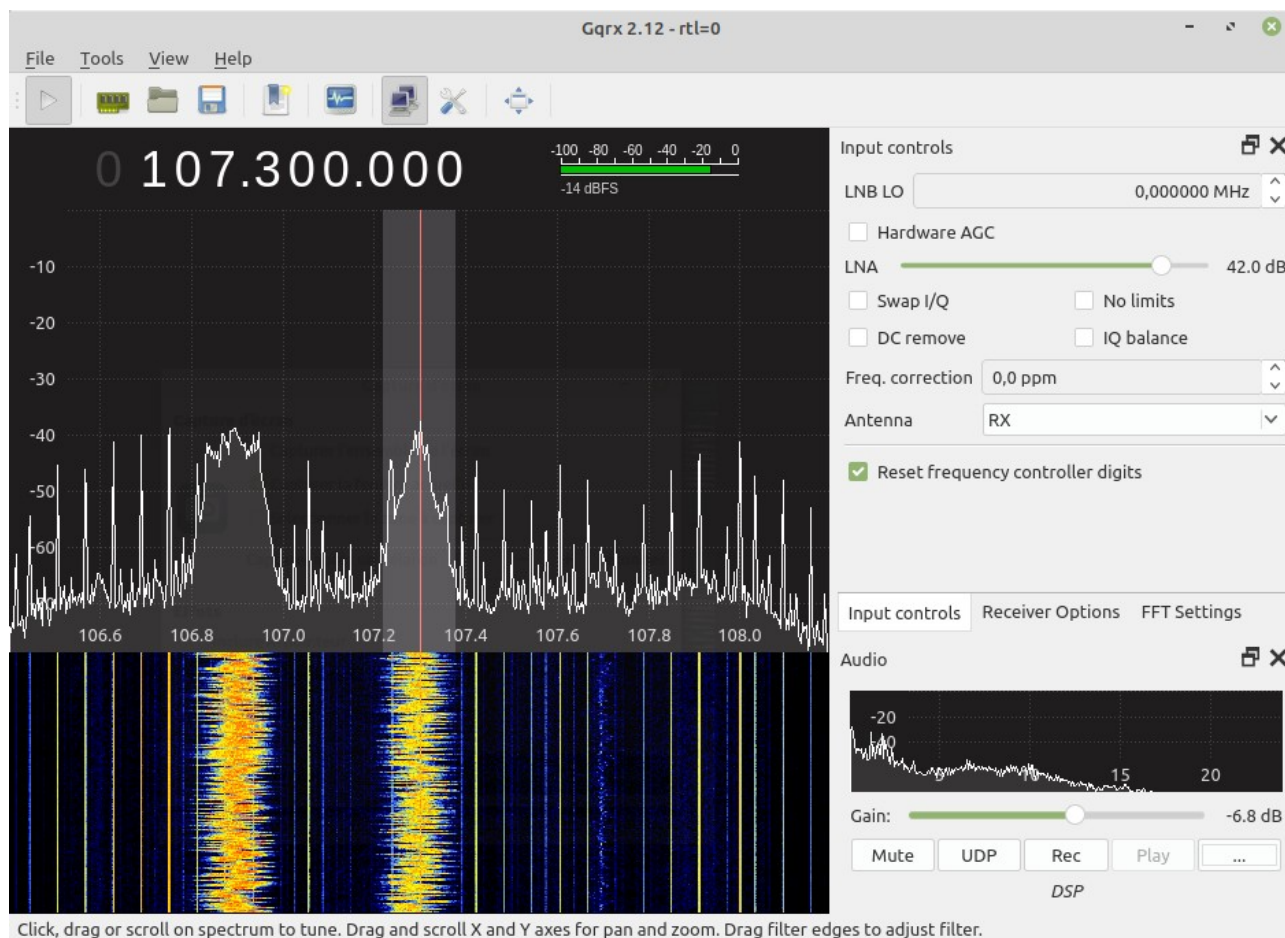 Gqrx 2.12 - rtl=0
File Tools View Help
0 107.300.000
-100 -80 -60 -40 -20 0
-14 dBFS
-10
-20
-30
-40
-50
-60
106.6 106.8 107.0 107.2 107.4 107.6 107.8 108.0
Input controls
LNB LO 0,000000 MHz
Hardware AGC
LNA 42.0 dB
Swap I/Q No limits
DC remove IQ balance
Freq. correction 0,0 ppm
Antenna RX
Reset frequency controller digits
Input controls Receiver Options FFT Settings
Audio
-20
-40
5 10 15 20
Gain: -6.8 dB
Mute UDP Rec Play ...
DSP
Click, drag or scroll on spectrum to tune. Drag and scroll X and Y axes for pan and zoom. Drag filter edges to adjust filter.